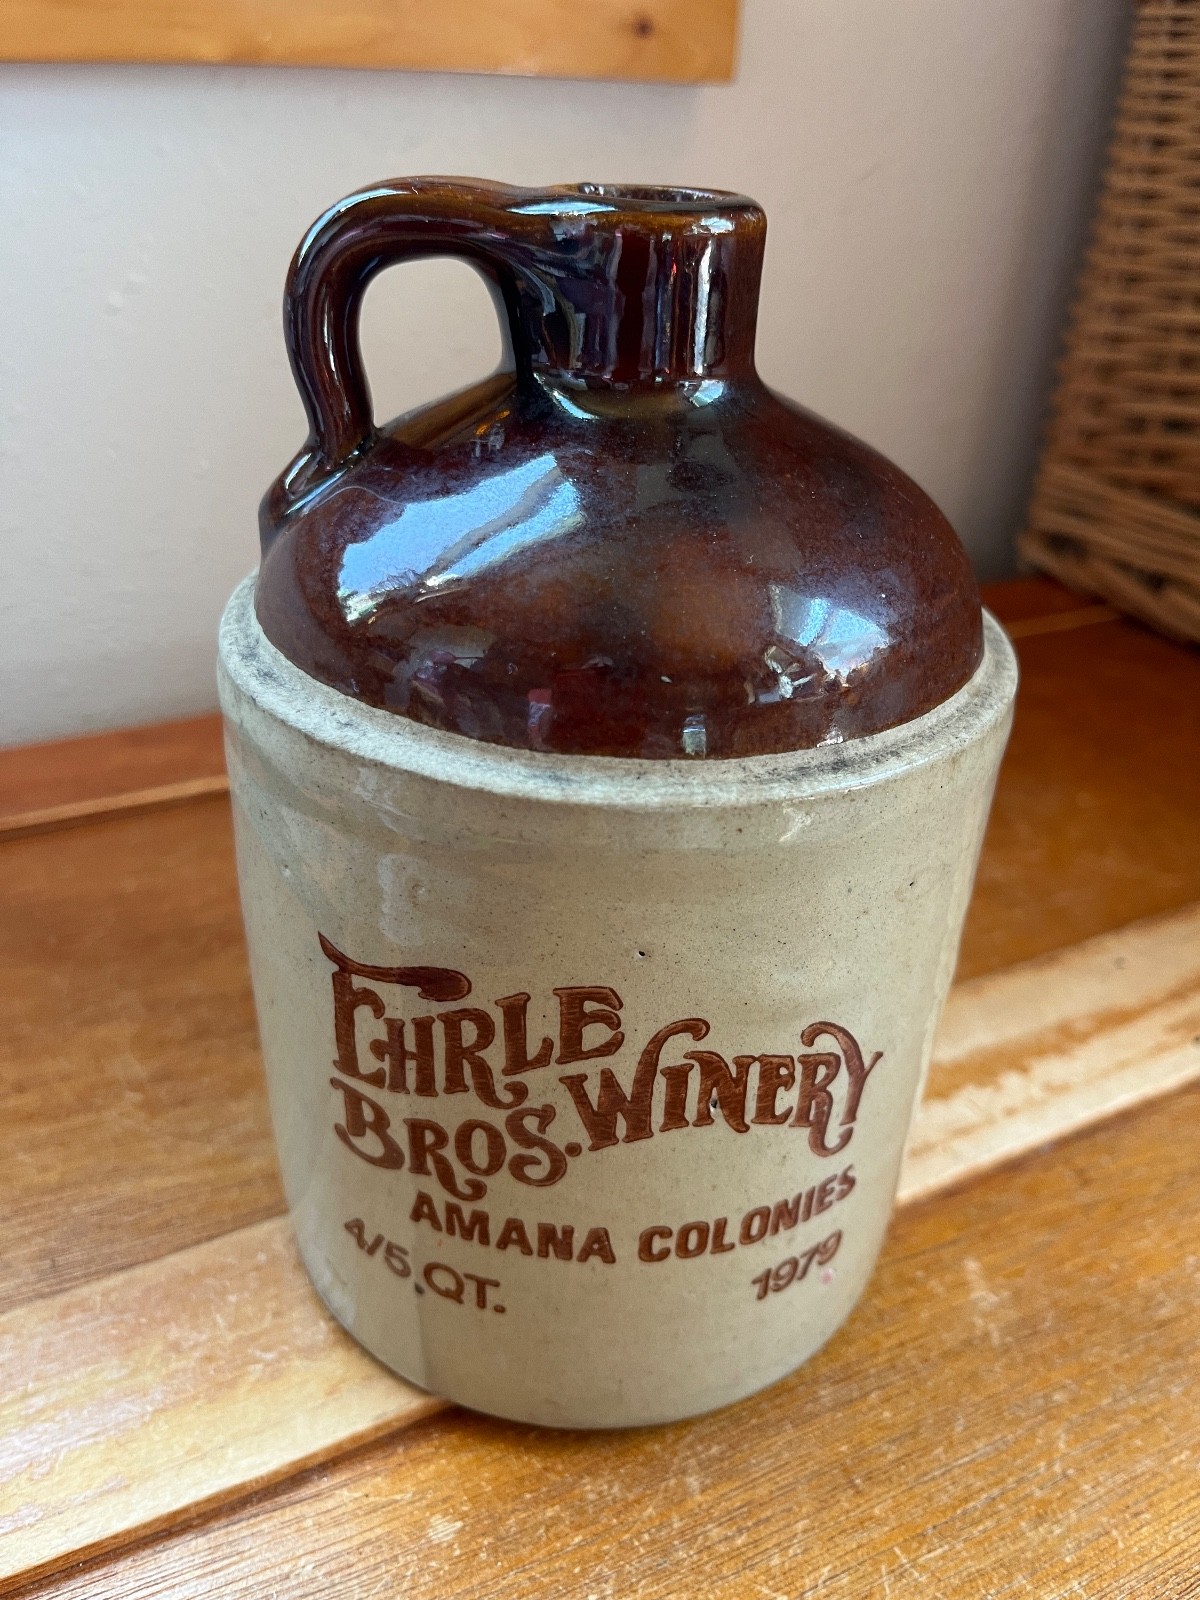 EHRLE
BROS. WINERY
AMANA COLONIES
4/5 QT. 1979